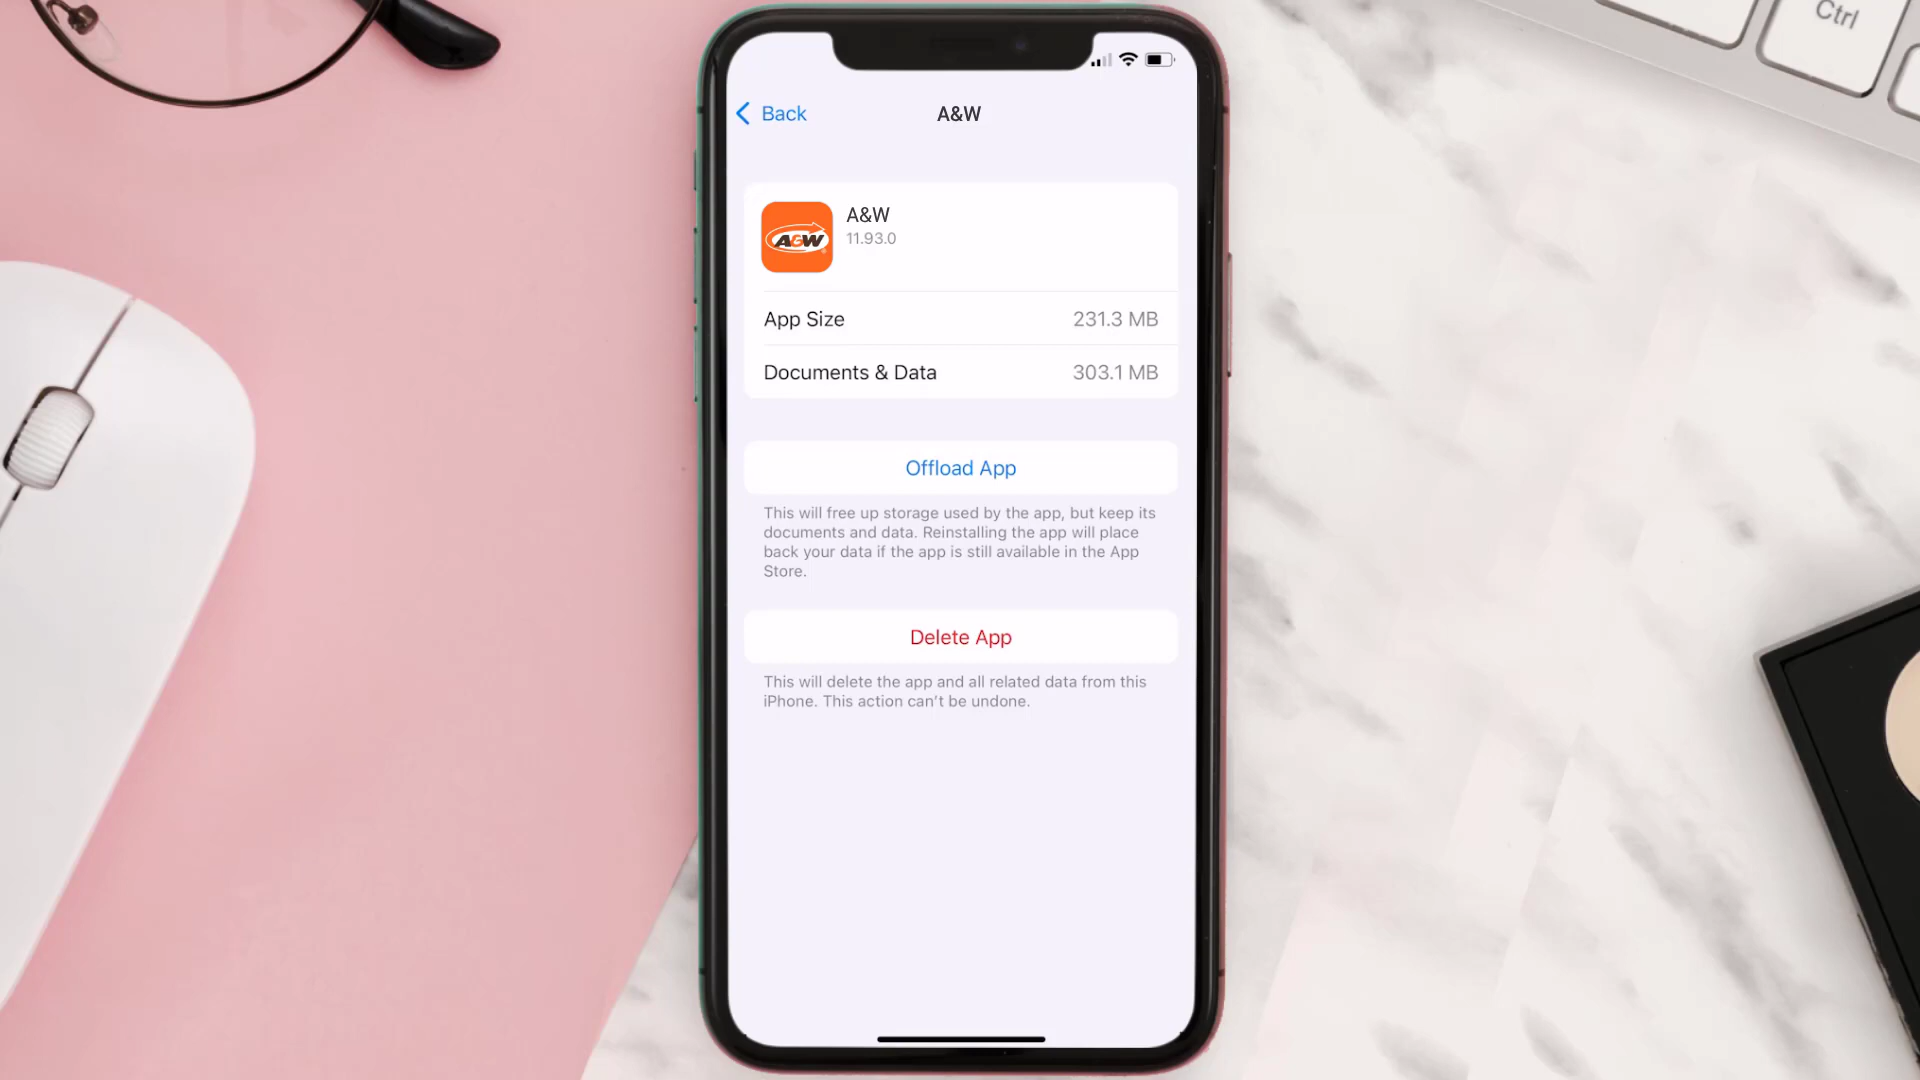 Ctrl
Back
A&W
A&W
A&W
11.93.0
App Size 231.3 MB
Documents & Data 303.1 MB
Offload App
This will free up storage used by the app, but keep its
documents and data. Reinstalling the app will place
back your data if the app is still available in the App
Store.
Delete App
This will delete the app and all related data from this
iPhone. This action can't be undone.